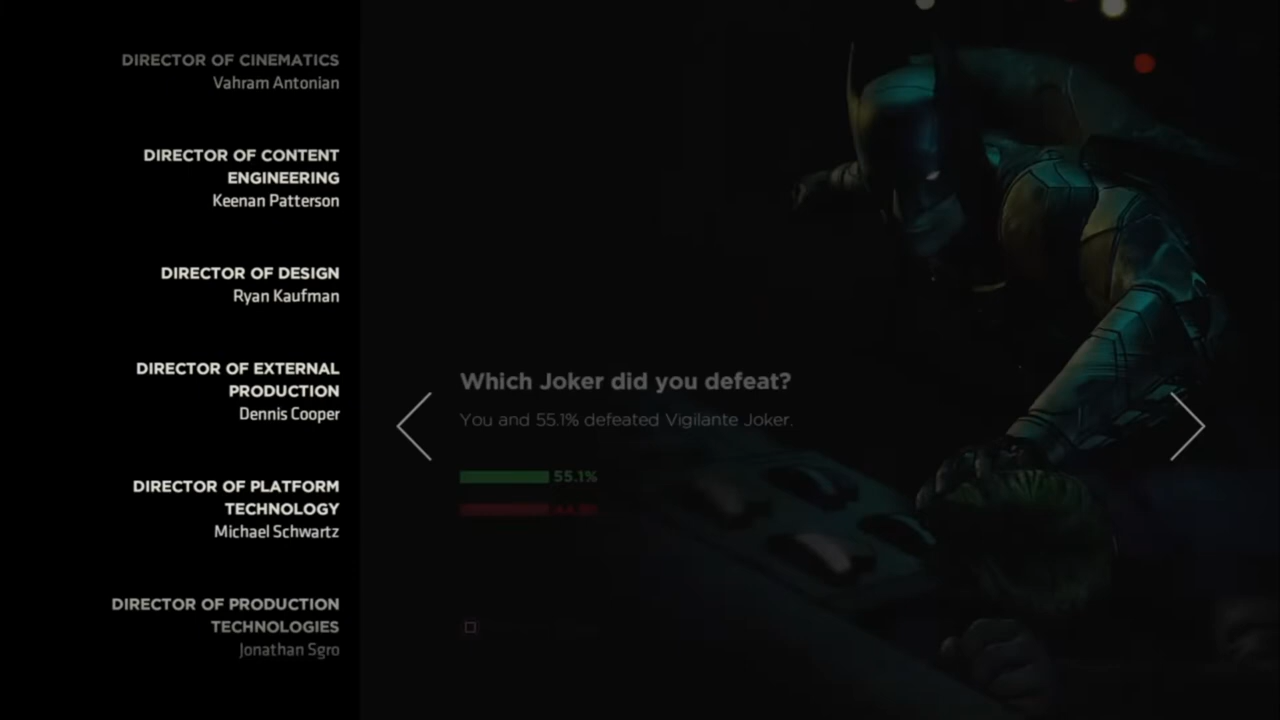 DIRECTOR OF CINEMATICS
Vahram Antonian
DIRECTOR OF CONTENT
ENGINEERING
Keenan Patterson
DIRECTOR OF DESIGN
Ryan Kaufman
DIRECTOR OF EXTERNAL
PRODUCTION
Dennis Cooper
DIRECTOR OF PLATFORM
TECHNOLOGY
Michael Schwartz
DIRECTOR OF PRODUCTION
TECHNOLOGIES
Jonathan Sgro
Which Joker did you defeat?
You and 55.1% defeated Vigilante Joker.
55.1%